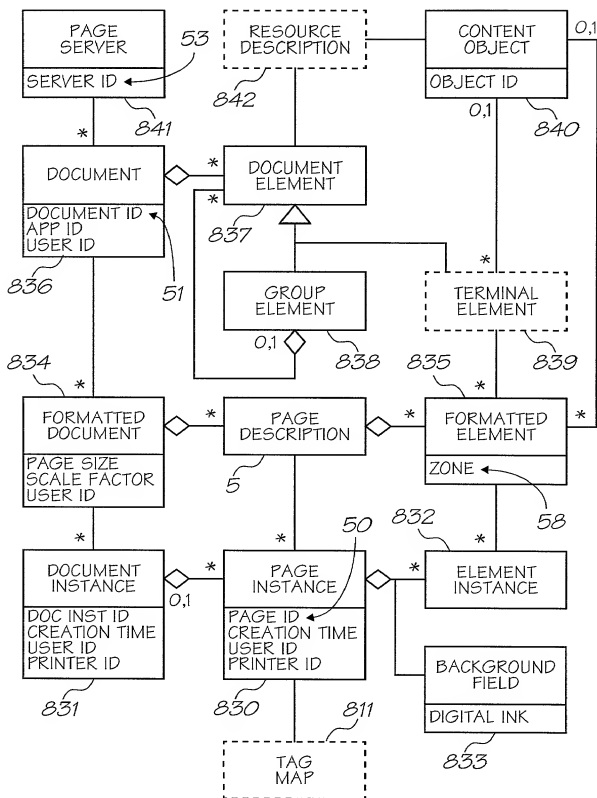 PAGE
SERVER
SERVER ID
53
841
*
RESOURCE
DESCRIPTION
842
CONTENT
OBJECT
OBJECT ID
0,1
0,1
840
DOCUMENT
DOCUMENT ID
APP ID
USER ID
836
51
*
*
DOCUMENT
ELEMENT
837
GROUP
ELEMENT
0,1
838
*
TERMINAL
ELEMENT
839
834
*
FORMATTED
DOCUMENT
PAGE SIZE
SCALE FACTOR
USER ID
*
PAGE
DESCRIPTION
5
835
*
*
*
FORMATTED
ELEMENT
ZONE
58
*
DOCUMENT
INSTANCE
DOC INST ID
CREATION TIME
USER ID
PRINTER ID
831
0,1
*
*
50
PAGE
INSTANCE
PAGE ID
CREATION TIME
USER ID
PRINTER ID
830
832
*
*
ELEMENT
INSTANCE
BACKGROUND
FIELD
DIGITAL INK
833
811
TAG
MAP